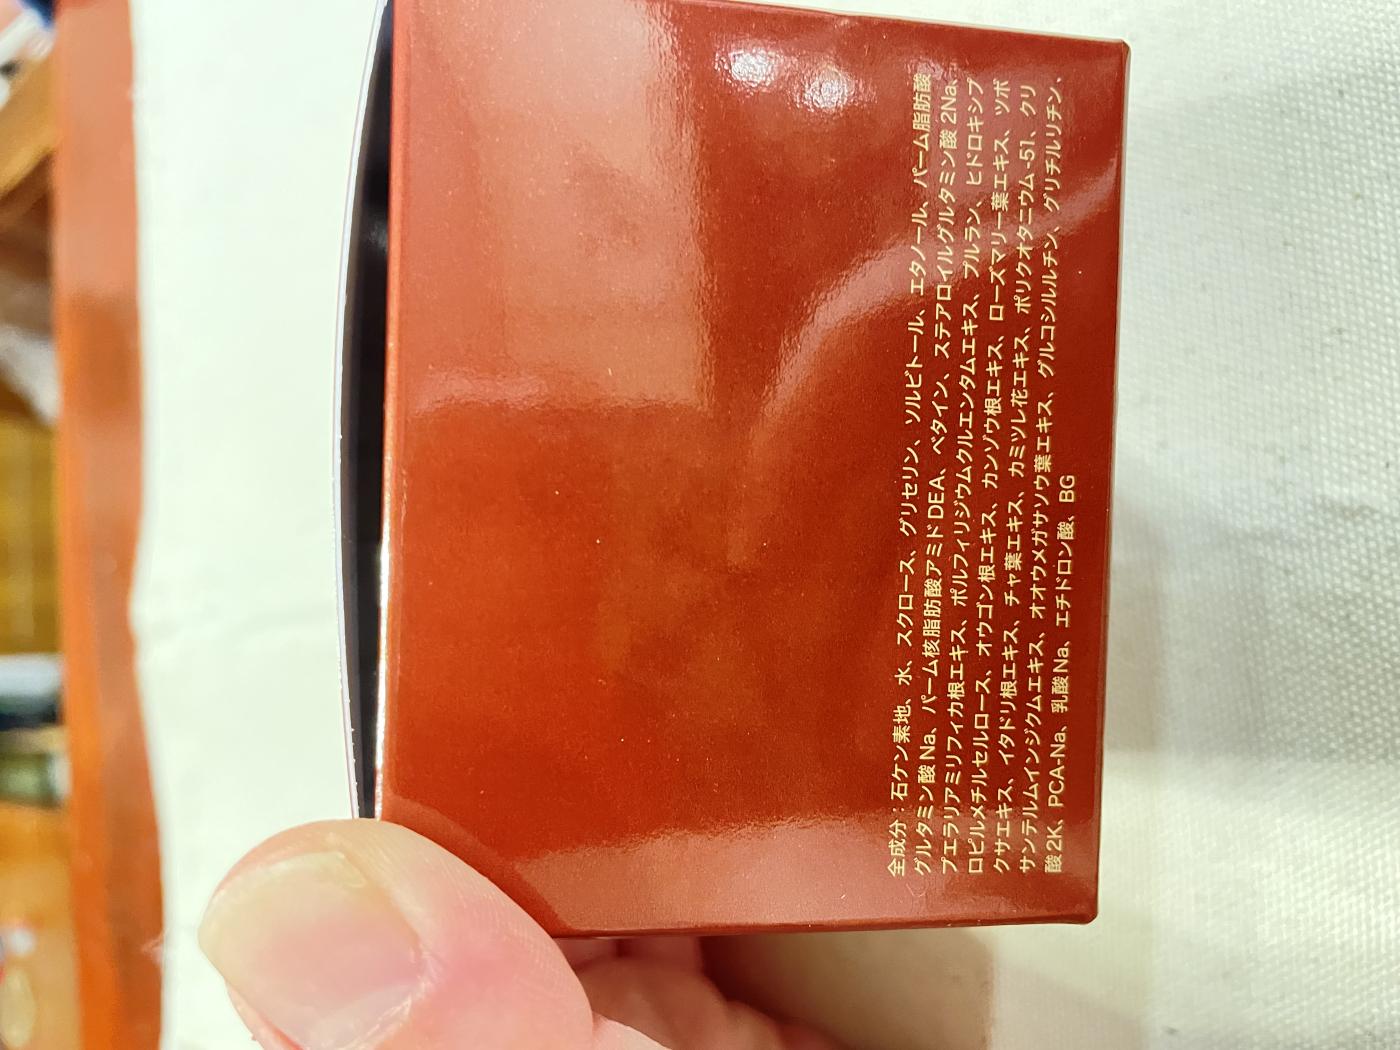 全成分：石ケン素地、水、スクロース、グリセリン、ソルビトール、エタノール、パーム脂肪酸
グルタミン酸Na、パーム核脂肪酸アミドDEA、ベタイン、ステアロイルグルタミン酸2Na、
プエラリアミリフィカ根エキス、ポルフィリジウムクルエンタムエキス、プルラン、ヒドロキシプ
ロピルメチルセルロース、オウゴン根エキス、カンゾウ根エキス、ローズマリー葉エキス、ツボ
クサエキス、イタドリ根エキス、チャ葉エキス、カミツレ花エキス、ポリクオタニウム-51、クリ
サンテルムインジクムエキス、オオウメガサソウ葉エキス、グルコシルルチン、グリチルリチン、
酸2K、PCA-Na、乳酸Na、エチドロン酸、BG